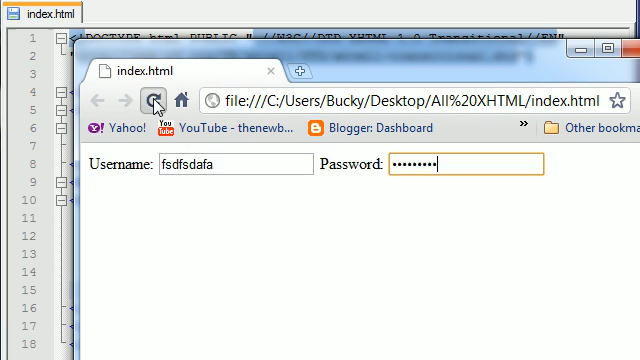 index.html
1 <!DOCTYPE html PUBLIC "-//W3C//DTD XHTML 1.0 Transitional//EN"
2
index.html
3
4
file:///C:/Users/Bucky/Desktop/All%20XHTML/index.html
5
6 Yahoo! YouTube - thenewb... Blogger: Dashboard » Other bookma
7
8 Username: fsdfsdafa Password: •••••••••
9
10
11
12
13
14
15
16
17
18